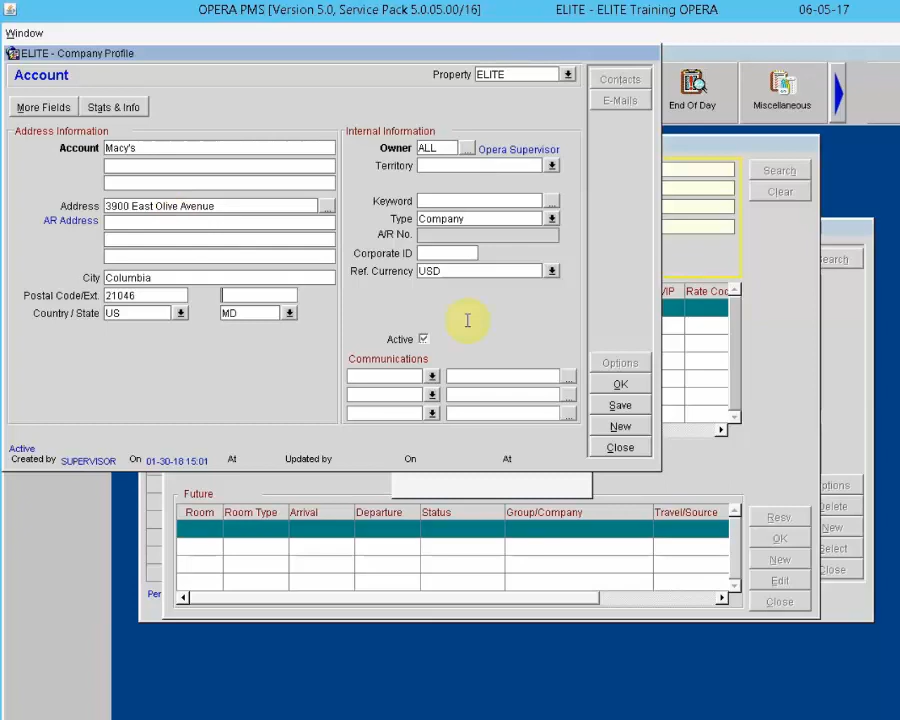 OPERA PMS [Version 5.0, Service Pack 5.0.05.00/16] ELITE - ELITE Training OPERA 06-05-17
Window
ELITE - Company Profile
Account
Property ELITE
Contacts
E-Mails
More Fields Stats & Info
End Of Day
Miscellaneous
Address Information
Account Macy's
Address 3900 East Olive Avenue ...
AR Address
City Columbia
Postal Code/Ext. 21046
Country / State US MD
Internal Information
Owner ALL ... Opera Supervisor
Territory
Keyword ...
Type Company
A/R No.
Corporate ID
Ref. Currency USD
Active
Communications
...
...
...
Options
OK
Save
New
Close
Active
Created by SUPERVISOR On 01-30-18 15:01 At Updated by On At
Search
Clear
earch
VIP Rate Coc
ptions
elete
New
Select
Close
Future
Room Room Type Arrival Departure Status Group/Company Travel/Source
Resv
OK
New
Edit
Close
Per